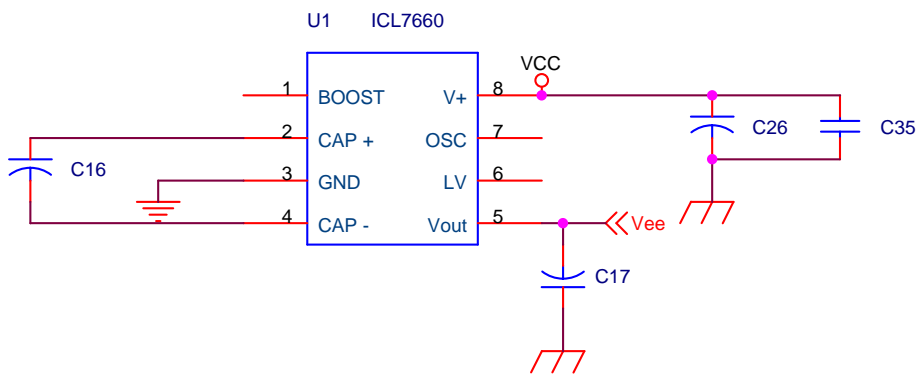 U1 ICL7660
VCC
1 BOOST V+ 8
2 CAP + OSC 7
C26 C35
C16
3 GND LV 6
4 CAP - Vout 5
Vee
C17